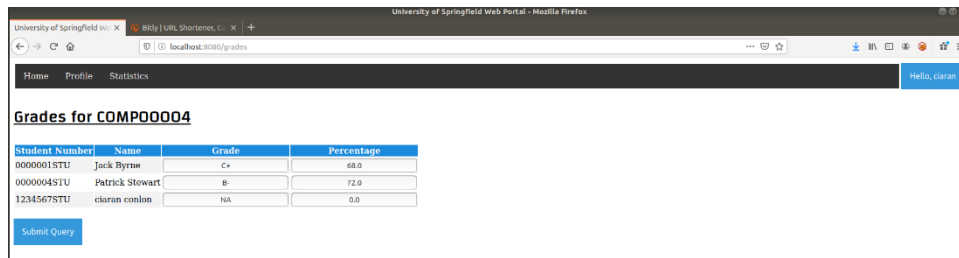 University of Springfield Web Portal - Mozilla Firefox
University of Springfield We Bitly | URL Shortener, Cu
localhost:8080/grades
Home Profile Statistics Hello, ciaran
Grades for COMP00004
Student Number Name Grade Percentage
0000001STU Jack Byrne C+ 68.0
0000004STU Patrick Stewart B- 72.0
1234567STU ciaran conlon NA 0.0
Submit Query